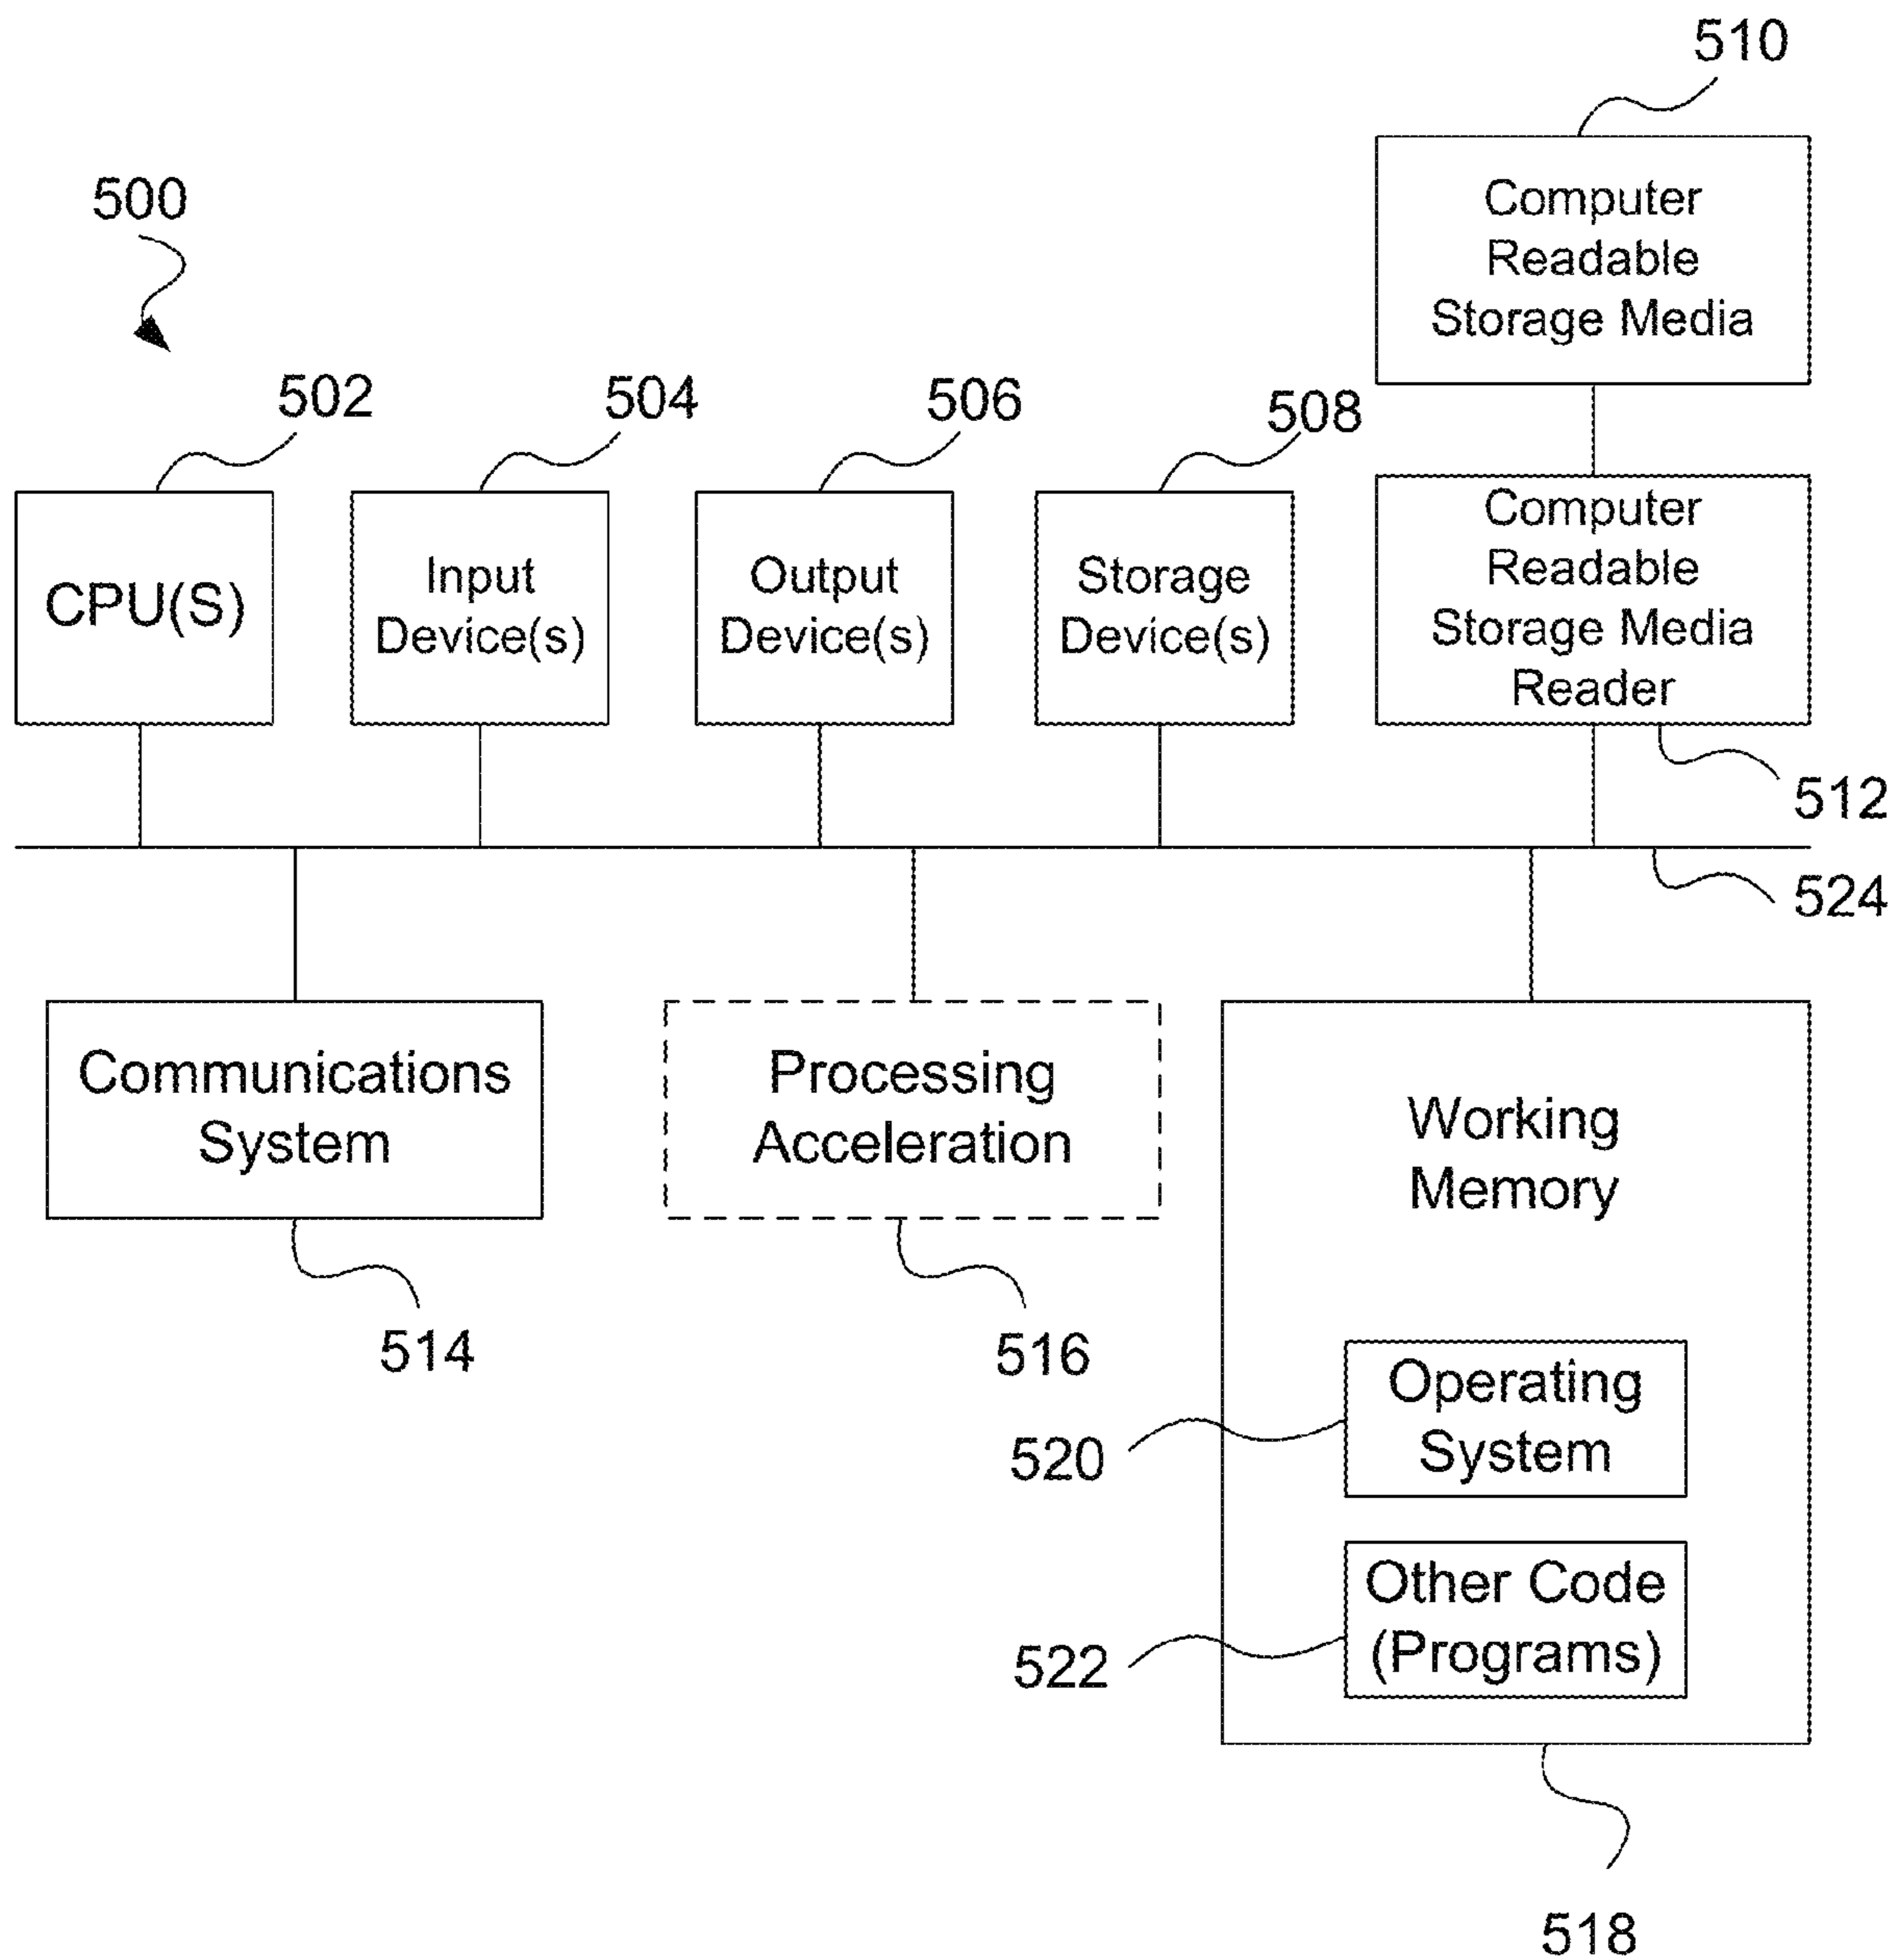 510
Computer
Readable
Storage Media
500
502
504
506
508
CPU(S)
Input
Device(s)
Output
Device(s)
Storage
Device(s)
Computer
Readable
Storage Media
Reader
512
524
Communications
System
514
Processing
Acceleration
516
Working
Memory
Operating
System
520
Other Code
(Programs)
522
518